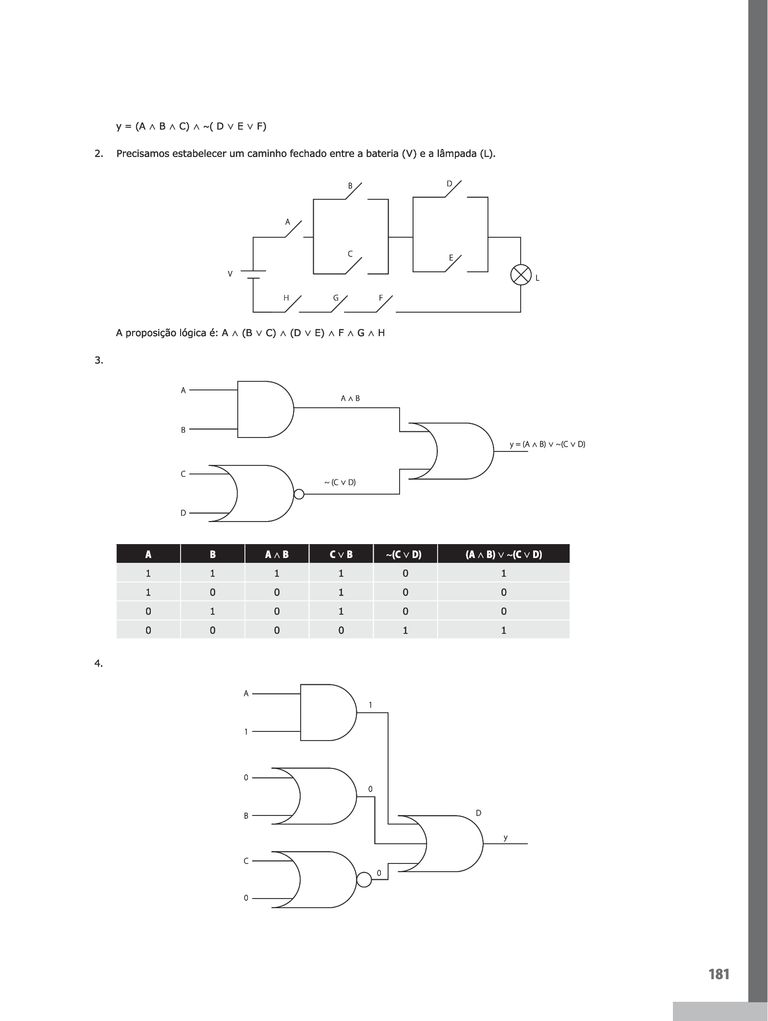 y = (A ∧ B ∧ C) ∧ ~( D ∨ E ∨ F)
2. Precisamos estabelecer um caminho fechado entre a bateria (V) e a lâmpada (L).
B
D
A
C
E
V
L
H
G
F
A proposição lógica é: A ∧ (B ∨ C) ∧ (D ∨ E) ∧ F ∧ G ∧ H
3.
A
A ∧ B
B
y = (A ∧ B) ∨ ~(C ∨ D)
C
~ (C ∨ D)
D
A B A ∧ B C ∨ B ~(C ∨ D) (A ∧ B) ∨ ~(C ∨ D)
1 1 1 1 0 1
1 0 0 1 0 0
0 1 0 1 0 0
0 0 0 0 1 1
4.
A
1
1
0
0
B
D
y
C
0
0
181